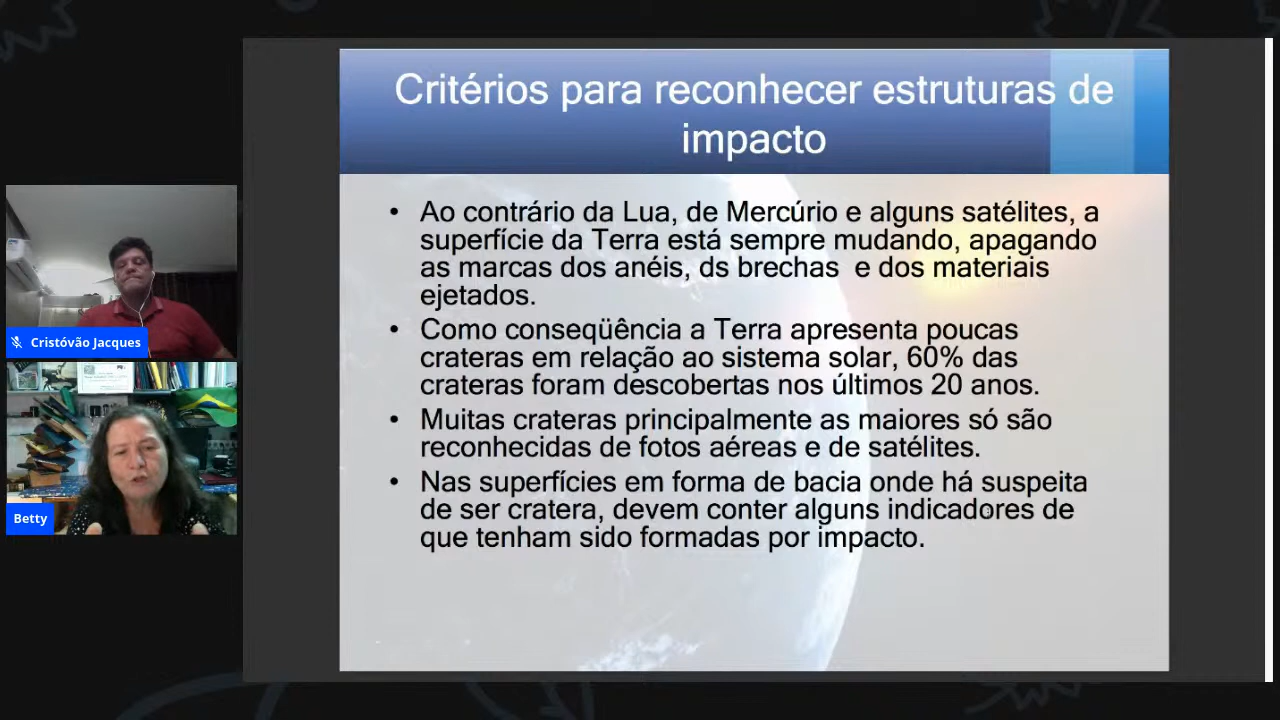 Critérios para reconhecer estruturas de
impacto
• Ao contrário da Lua, de Mercúrio e alguns satélites, a
superfície da Terra está sempre mudando, apagando
as marcas dos anéis, ds brechas e dos materiais
ejetados.
• Como conseqüência a Terra apresenta poucas
crateras em relação ao sistema solar, 60% das
crateras foram descobertas nos últimos 20 anos.
• Muitas crateras principalmente as maiores só são
reconhecidas de fotos aéreas e de satélites.
• Nas superfícies em forma de bacia onde há suspeita
de ser cratera, devem conter alguns indicadores de
que tenham sido formadas por impacto.
Cristóvão Jacques
Betty